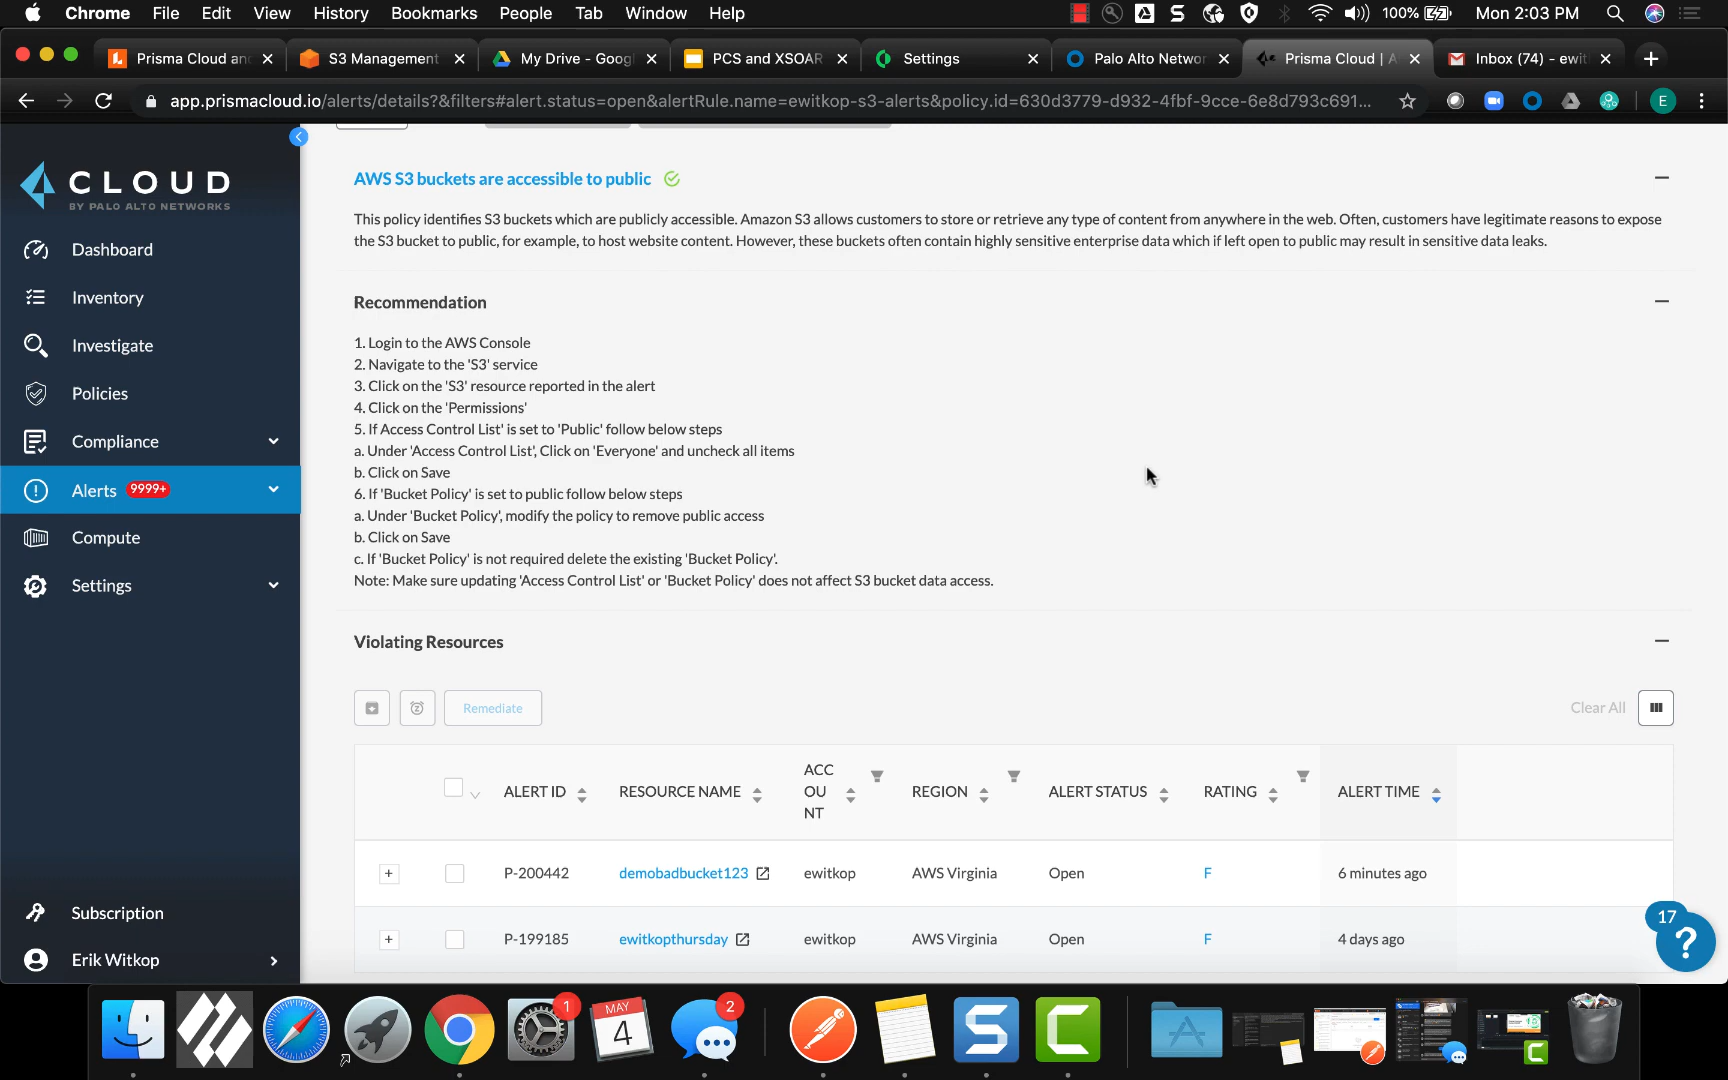 Chrome File Edit View History Bookmarks People Tab Window Help 100% Mon 2:03 PM
Prisma Cloud an S3 Management My Drive - Goog PCS and XSOAR Settings Palo Alto Networ Prisma Cloud | A Inbox (74) - ewit
app.prismacloud.io/alerts/details?&filters#alert.status=open&alertRule.name=ewitkop-s3-alerts&policy.id=630d3779-d932-4fbf-9cce-6e8d793c691... E
CLOUD
BY PALO ALTO NETWORKS
Dashboard
Inventory
Investigate
Policies
Compliance
Alerts 9999+
Compute
Settings
Subscription
Erik Witkop
AWS S3 buckets are accessible to public
This policy identifies S3 buckets which are publicly accessible. Amazon S3 allows customers to store or retrieve any type of content from anywhere in the web. Often, customers have legitimate reasons to expose
the S3 bucket to public, for example, to host website content. However, these buckets often contain highly sensitive enterprise data which if left open to public may result in sensitive data leaks.
Recommendation
1. Login to the AWS Console
2. Navigate to the 'S3' service
3. Click on the 'S3' resource reported in the alert
4. Click on the 'Permissions'
5. If Access Control List' is set to 'Public' follow below steps
a. Under 'Access Control List', Click on 'Everyone' and uncheck all items
b. Click on Save
6. If 'Bucket Policy' is set to public follow below steps
a. Under 'Bucket Policy', modify the policy to remove public access
b. Click on Save
c. If 'Bucket Policy' is not required delete the existing 'Bucket Policy'.
Note: Make sure updating 'Access Control List' or 'Bucket Policy' does not affect S3 bucket data access.
Violating Resources
Remediate Clear All
ALERT ID RESOURCE NAME ACCOUNT REGION ALERT STATUS RATING ALERT TIME
P-200442 demobadbucket123 ewitkop AWS Virginia Open F 6 minutes ago
P-199185 ewitkopthursday ewitkop AWS Virginia Open F 4 days ago
17
?
1 MAY 4 2